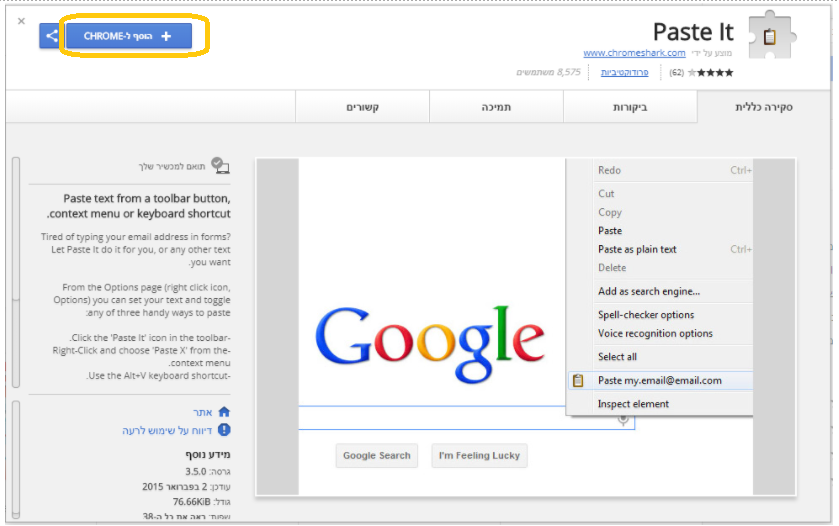 Paste It
מוצע על ידי www.chromeshark.com
(62) פרודוקטיביות 8,575 משתמשים
הוסף ל-CHROME
סקירה כללית
ביקורות
תמיכה
קשורים
Redo Ctrl+
Cut
Copy
Paste
Paste as plain text Ctrl+
Delete
Add as search engine...
Spell-checker options
Voice recognition options
Select all
Paste my.email@email.com
Inspect element
Google
Google Search
I'm Feeling Lucky
תואם למכשיר שלך
Paste text from a toolbar button,
.context menu or keyboard shortcut
Tired of typing your email address in forms?
Let Paste It do it for you, or any other text
.you want
From the Options page (right click icon,
Options) you can set your text and toggle
:any of three handy ways to paste
.Click the 'Paste It' icon in the toolbar-
Right-Click and choose 'Paste X' from the-
.context menu
.Use the Alt+V keyboard shortcut-
אתר
דיווח על שימוש לרעה
מידע נוסף
גרסה: 3.5.0
עודכן: 2 בפברואר 2015
גודל: 76.66KiB
שפות: ראה את כל ה-38